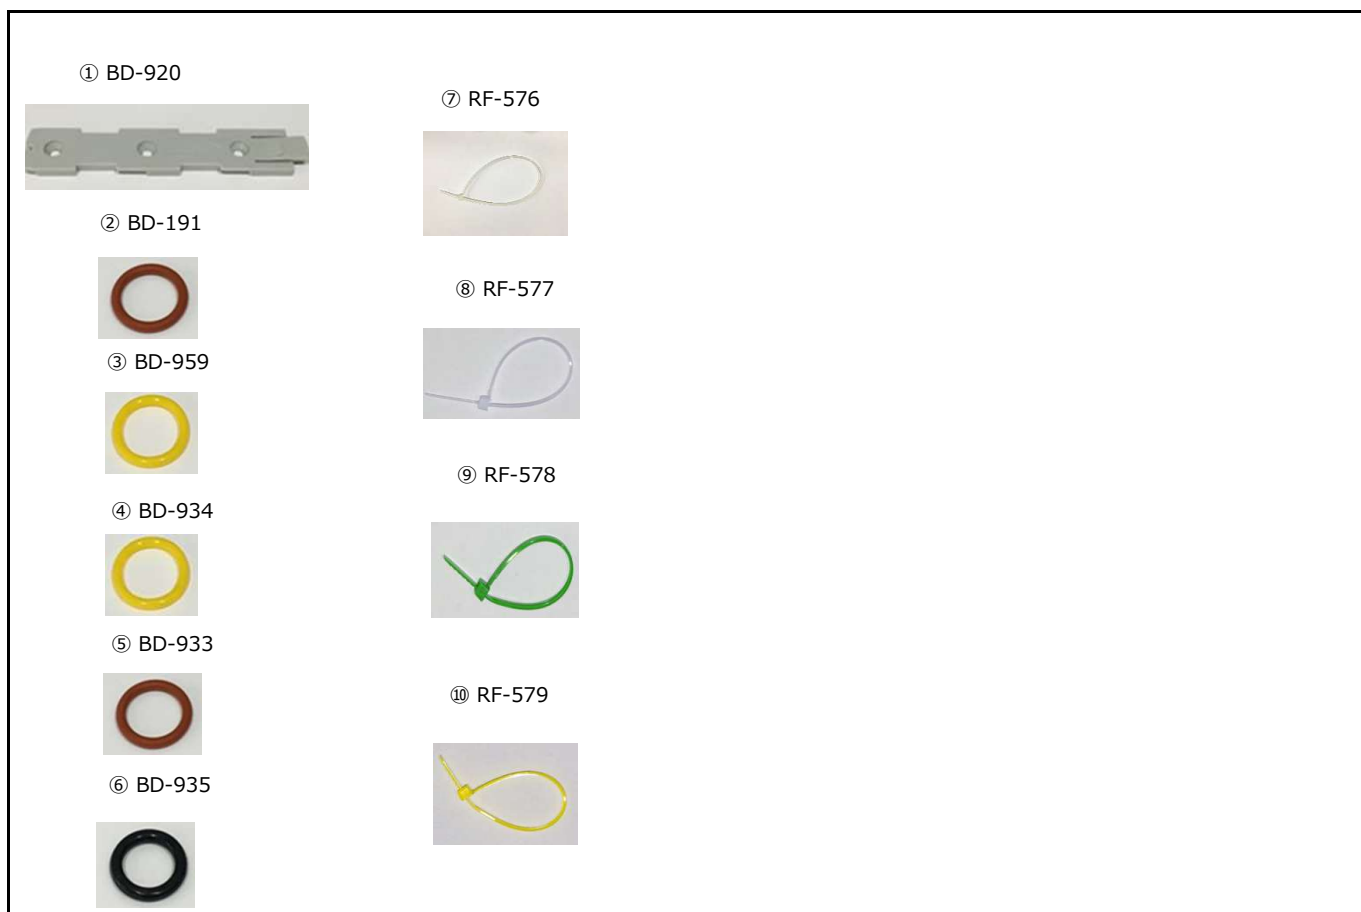 ① BD-920
② BD-191
③ BD-959
④ BD-934
⑤ BD-933
⑥ BD-935
⑦ RF-576
⑧ RF-577
⑨ RF-578
⑩ RF-579